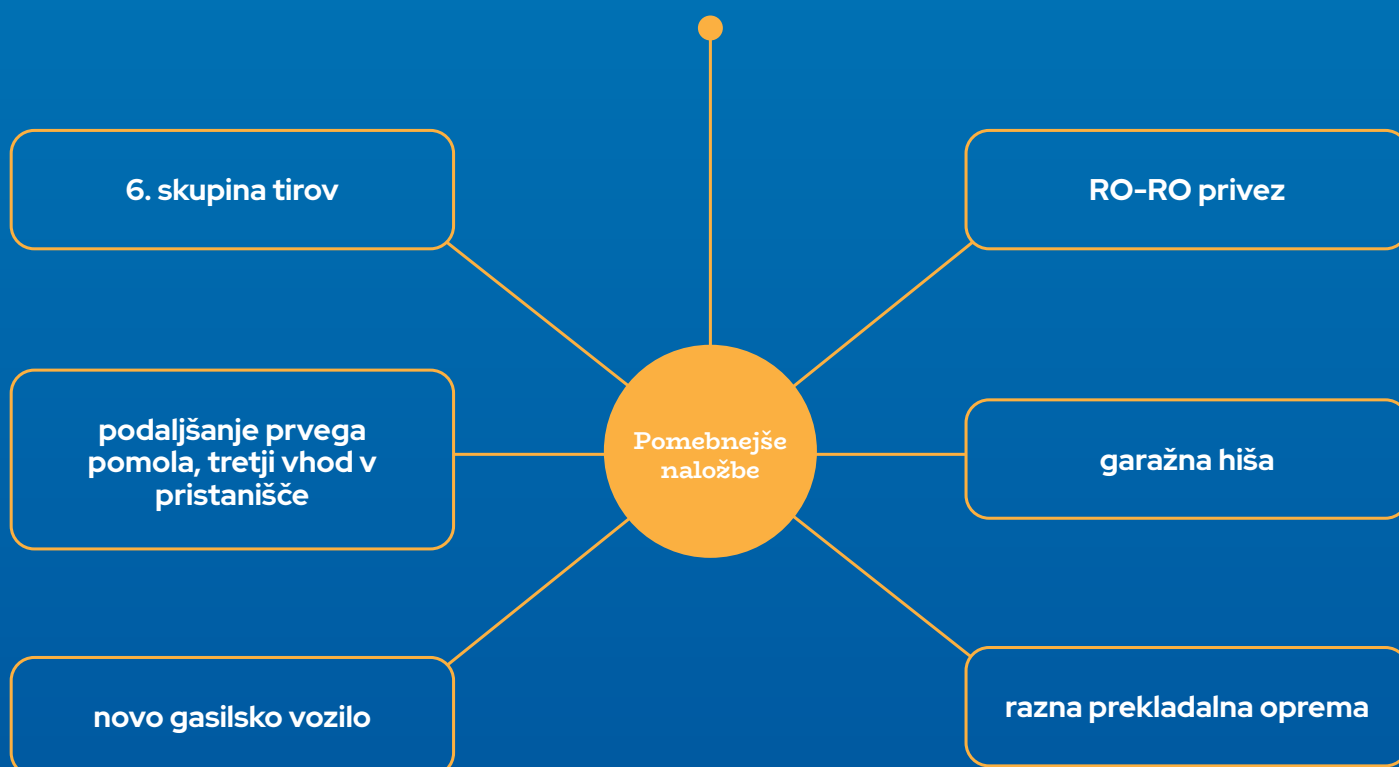 6. skupina tirov
RO-RO privez
podaljšanje prvega
pomola, tretji vhod v
pristanišče
Pomebnejše
naložbe
garažna hiša
novo gasilsko vozilo
razna prekladalna oprema